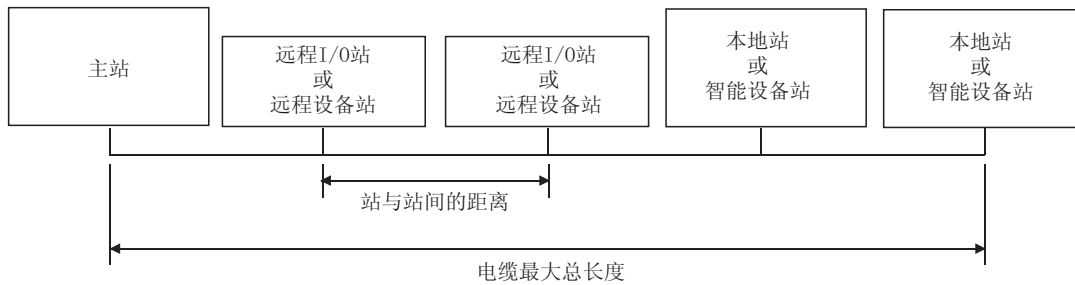 主站
远程I/O站
或
远程设备站
远程I/O站
或
远程设备站
本地站
或
智能设备站
本地站
或
智能设备站
站与站间的距离
电缆最大总长度